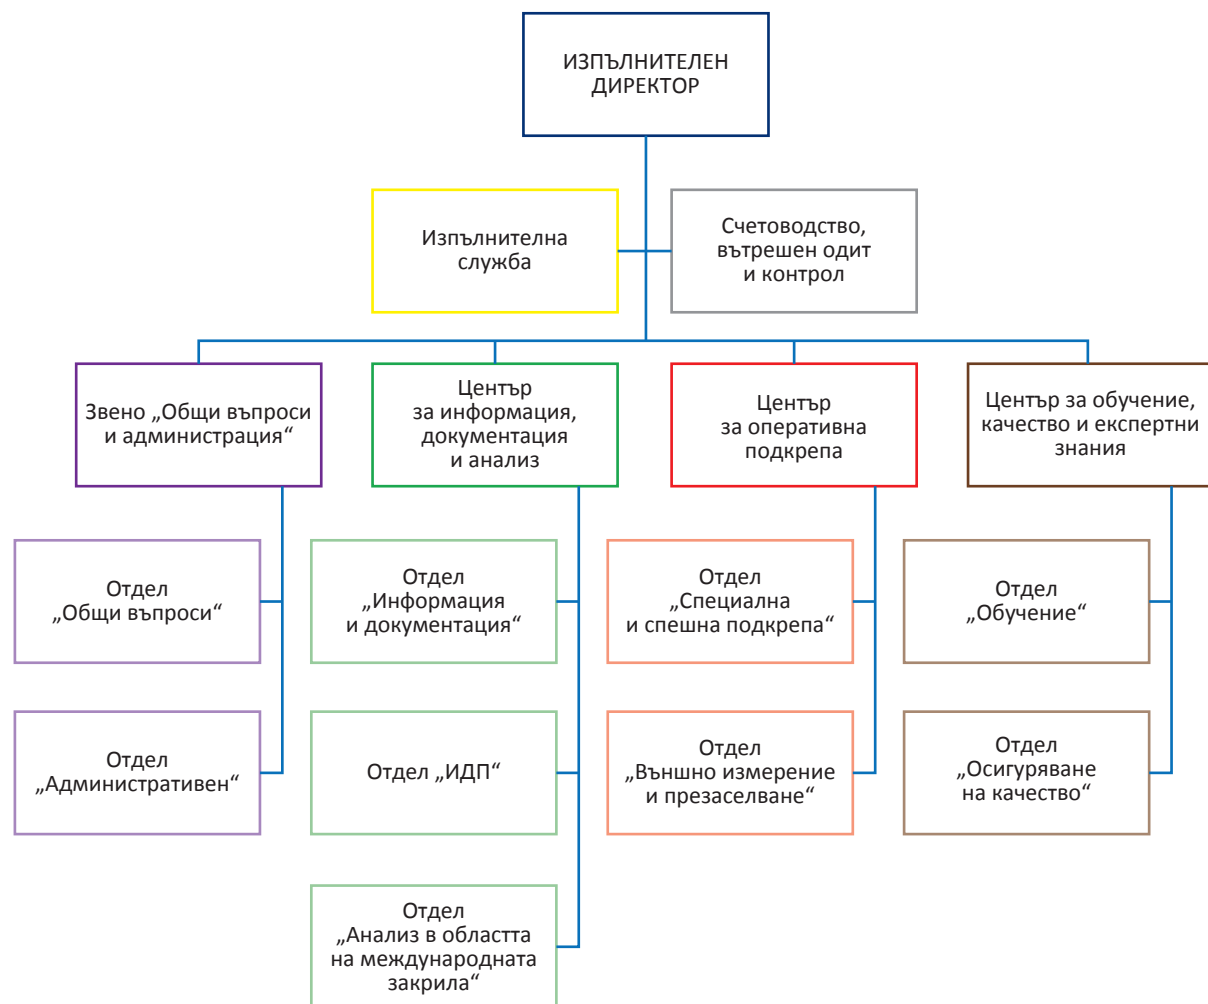 ИЗПЪЛНИТЕЛЕН
ДИРЕКТОР
Изпълнителна
служба
Счетоводство,
вътрешен одит
и контрол
Звено „Общи въпроси
и администрация“
Център
за информация,
документация
и анализ
Център
за оперативна
подкрепа
Център за обучение,
качество и експертни
знания
Отдел
„Общи въпроси“
Отдел
„Информация
и документация“
Отдел
„Специална
и спешна подкрепа“
Отдел
„Обучение“
Отдел
„Административен“
Отдел „ИДП“
Отдел
„Външно измерение
и презаселване“
Отдел
„Осигуряване
на качество“
Отдел
„Анализ в областта
на международната
закрила“